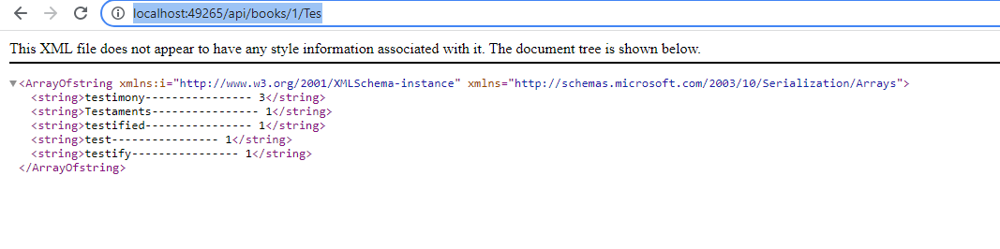 localhost:49265/api/books/1/Tes
This XML file does not appear to have any style information associated with it. The document tree is shown below.
▼<ArrayOfstring xmlns:i="http://www.w3.org/2001/XMLSchema-instance" xmlns="http://schemas.microsoft.com/2003/10/Serialization/Arrays">
<string>testimony---------------- 3</string>
<string>Testaments---------------- 1</string>
<string>testified---------------- 1</string>
<string>test---------------- 1</string>
<string>testify---------------- 1</string>
</ArrayOfstring>